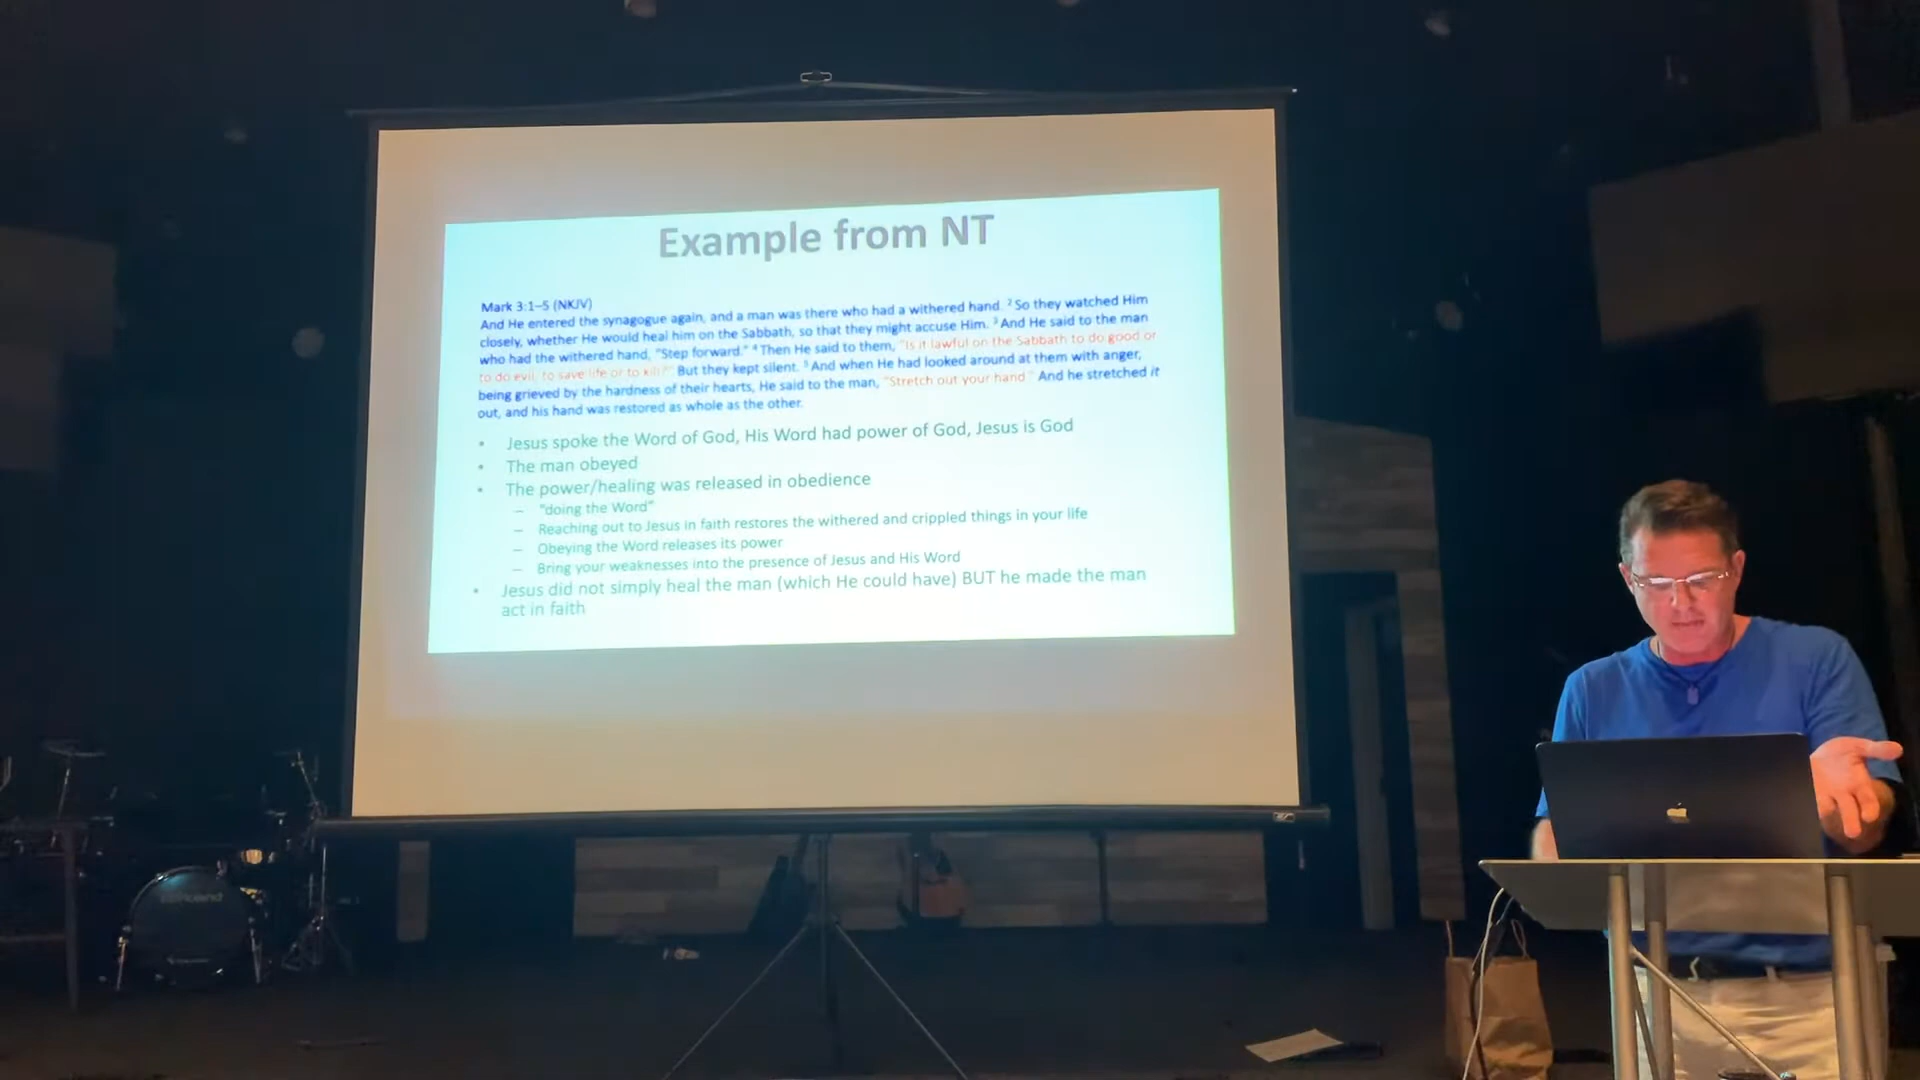 Example from NT
Mark 3:1–5 (NKJV)
And He entered the synagogue again, and a man was there who had a withered hand. ² So they watched Him
closely, whether He would heal him on the Sabbath, so that they might accuse Him. ³ And He said to the man
who had the withered hand, “Step forward.” ⁴ Then He said to them, “Is it lawful on the Sabbath to do good or
to do evil, to save life or to kill?” But they kept silent. ⁵ And when He had looked around at them with anger,
being grieved by the hardness of their hearts, He said to the man, “Stretch out your hand.” And he stretched it
out, and his hand was restored as whole as the other.
• Jesus spoke the Word of God, His Word had power of God, Jesus is God
• The man obeyed
• The power/healing was released in obedience
– “doing the Word”
– Reaching out to Jesus in faith restores the withered and crippled things in your life
– Obeying the Word releases its power
– Bring your weaknesses into the presence of Jesus and His Word
• Jesus did not simply heal the man (which He could have) BUT he made the man
act in faith